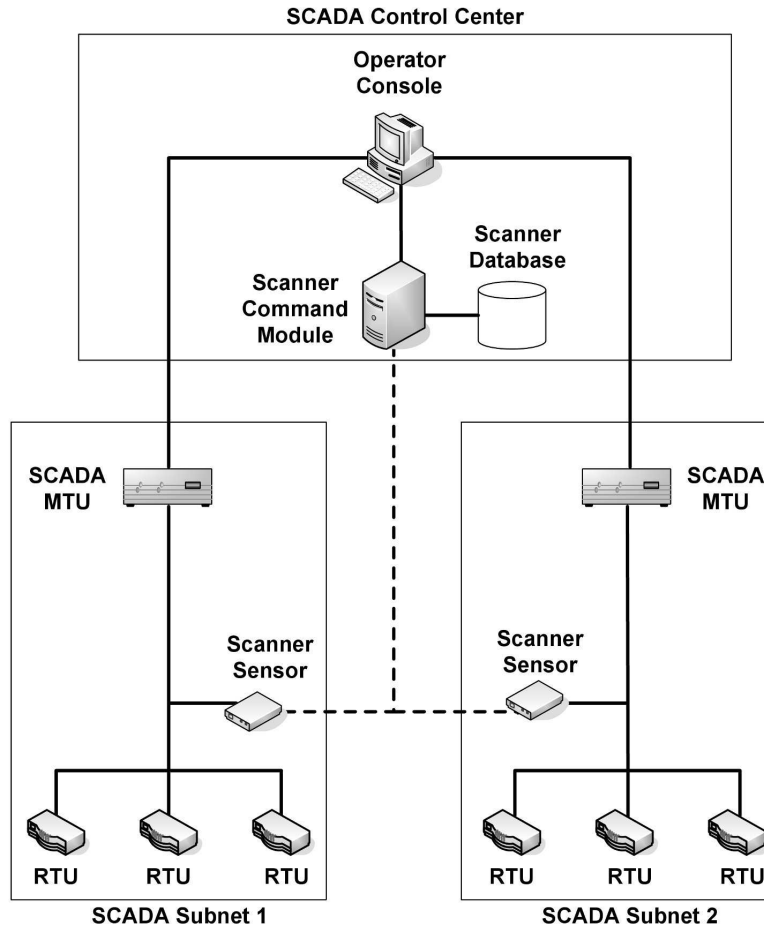 SCADA Control Center
Operator
Console
Scanner
Database
Scanner
Command
Module
SCADA
MTU
SCADA
MTU
Scanner
Sensor
Scanner
Sensor
RTU
RTU
RTU
RTU
RTU
RTU
SCADA Subnet 1
SCADA Subnet 2